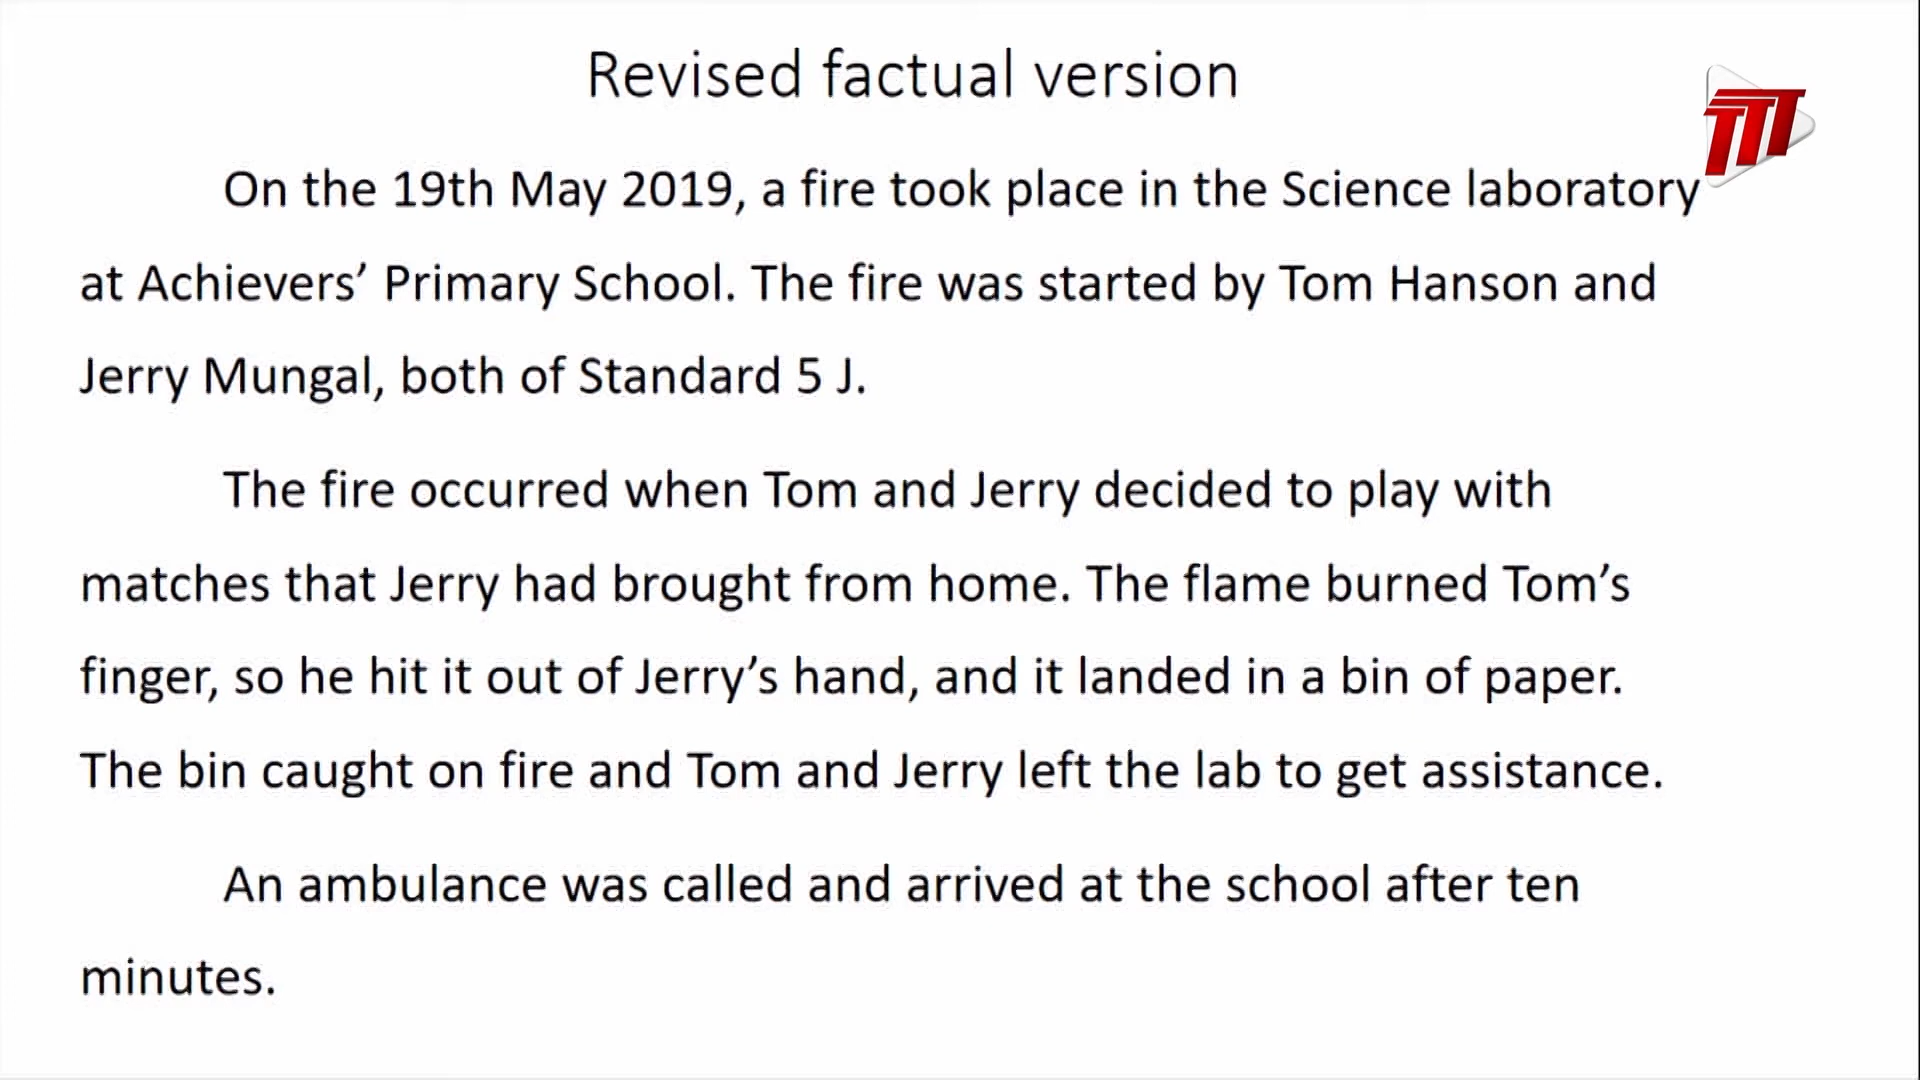 Revised factual version
TTT
On the 19th May 2019, a fire took place in the Science laboratory
at Achievers’ Primary School. The fire was started by Tom Hanson and
Jerry Mungal, both of Standard 5 J.
The fire occurred when Tom and Jerry decided to play with
matches that Jerry had brought from home. The flame burned Tom’s
finger, so he hit it out of Jerry’s hand, and it landed in a bin of paper.
The bin caught on fire and Tom and Jerry left the lab to get assistance.
An ambulance was called and arrived at the school after ten
minutes.